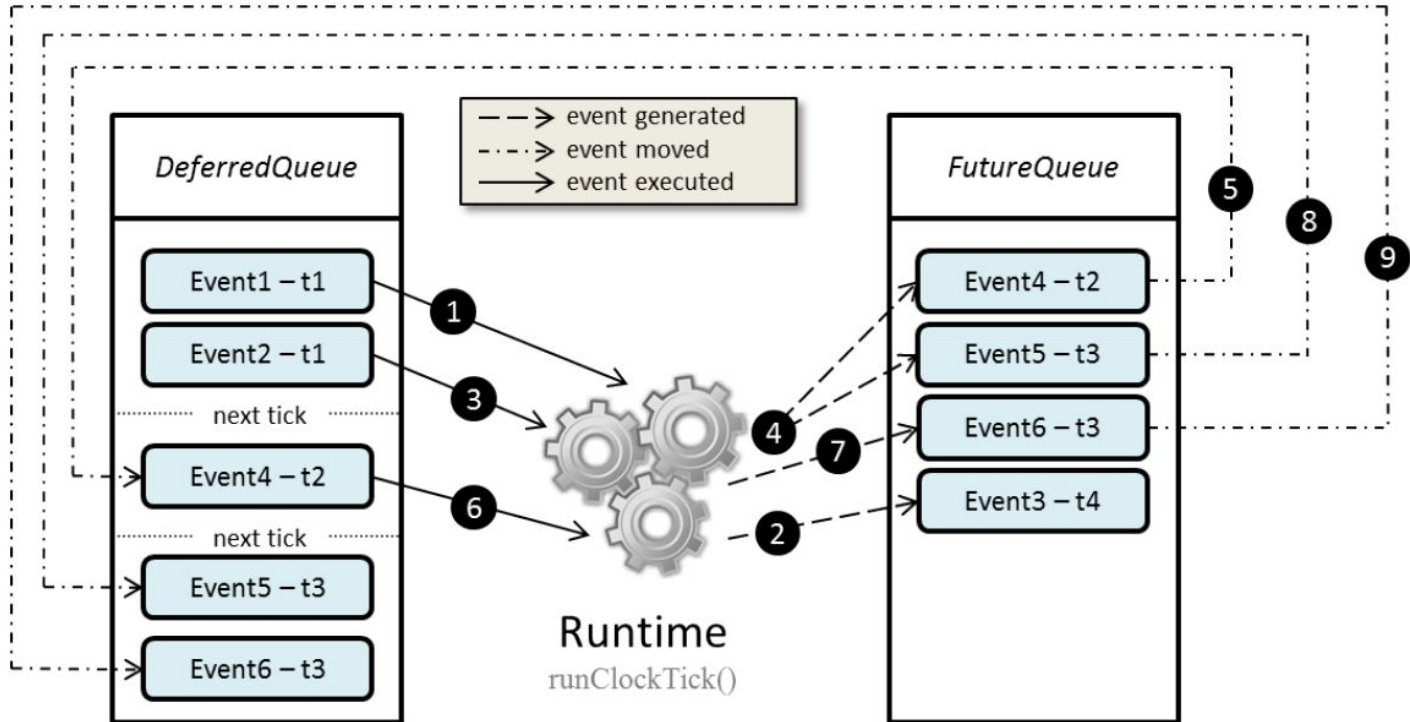 event generated
event moved
event executed
DeferredQueue
Event1 – t1
Event2 – t1
next tick
Event4 – t2
next tick
Event5 – t3
Event6 – t3
1
3
6
Runtime
runClockTick()
4
7
2
FutureQueue
Event4 – t2
Event5 – t3
Event6 – t3
Event3 – t4
5
8
9